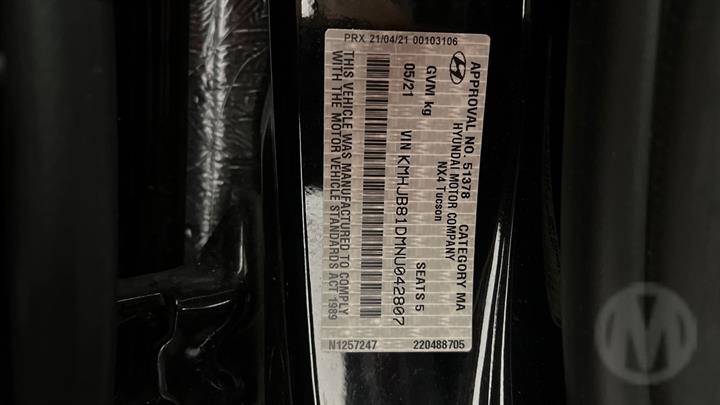 PRX 21/04/21 00103106
APPROVAL NO. 51378 CATEGORY MA
HYUNDAI MOTOR COMPANY
NX4 Tucson
GVM kg SEATS 5
05/21 VIN KMHJB81DMNU042807
THIS VEHICLE WAS MANUFACTURED TO COMPLY
WITH THE MOTOR VEHICLE STANDARDS ACT 1989
N1257247 220488705
M